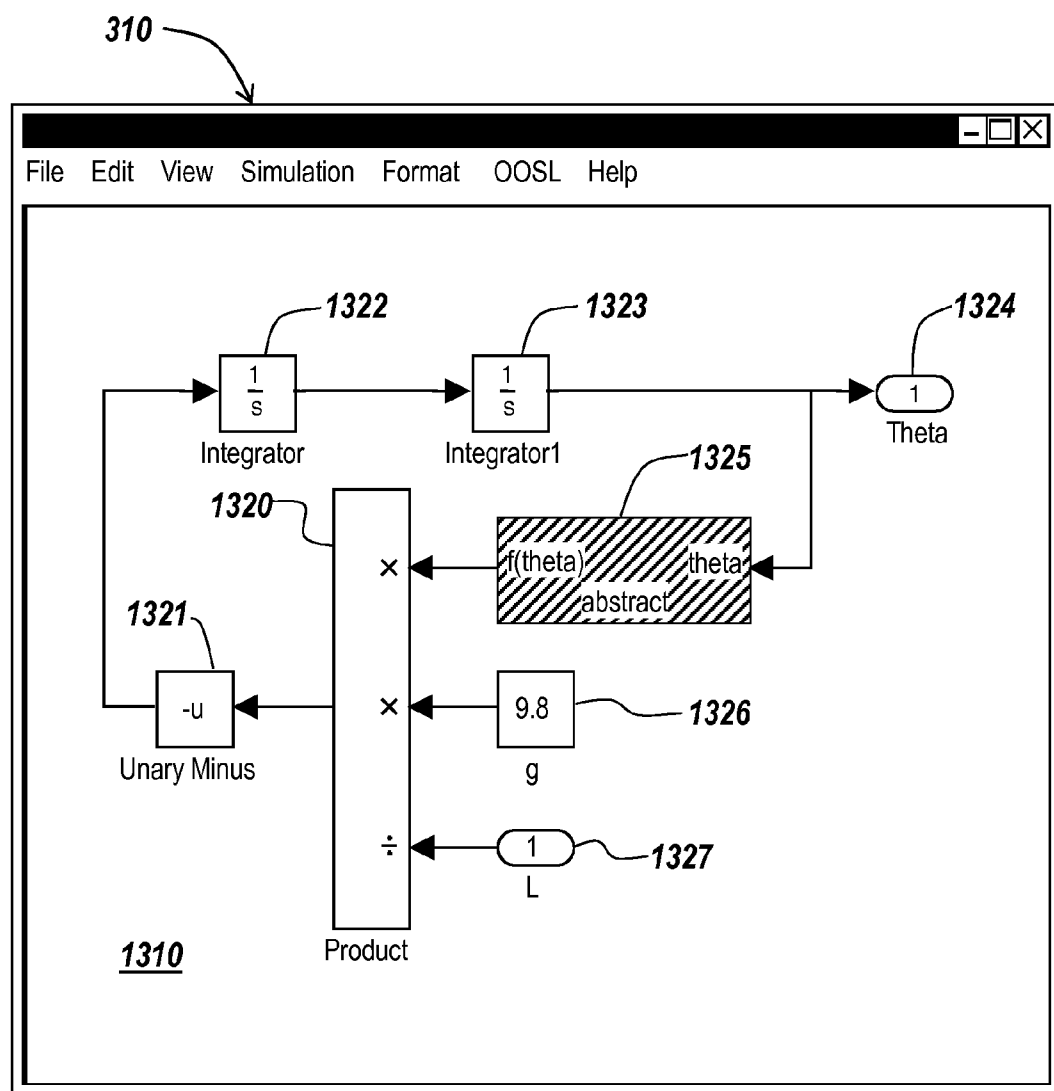 310
File Edit View Simulation Format OOSL Help
1322
1323
1324
1
s
Integrator
1
s
Integrator1
1
Theta
1325
1320
×
f(theta)
theta
abstract
1321
-u
Unary Minus
×
9.8
g
1326
÷
1
L
1327
Product
1310